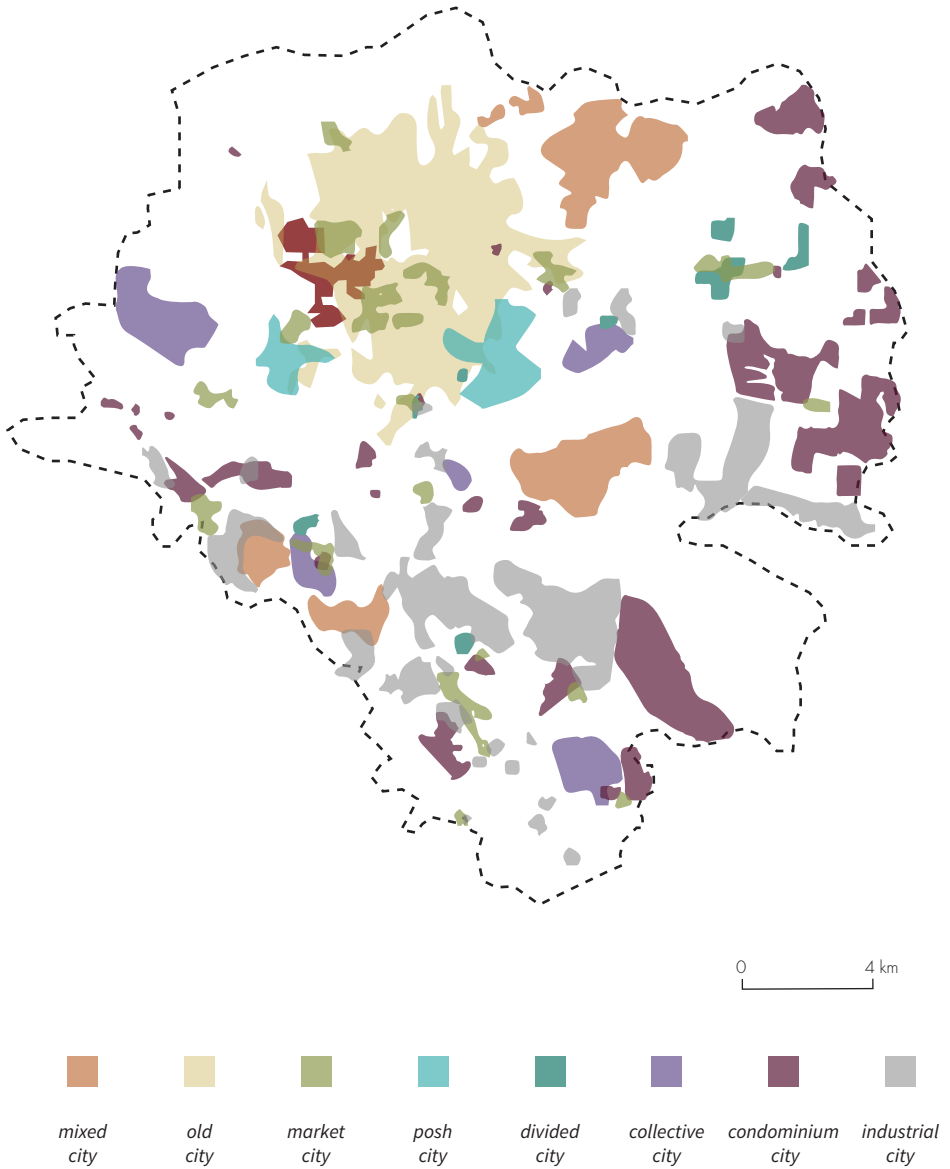 0 4 km
mixed old market posh divided collective condominium industrial
city city city city city city city city